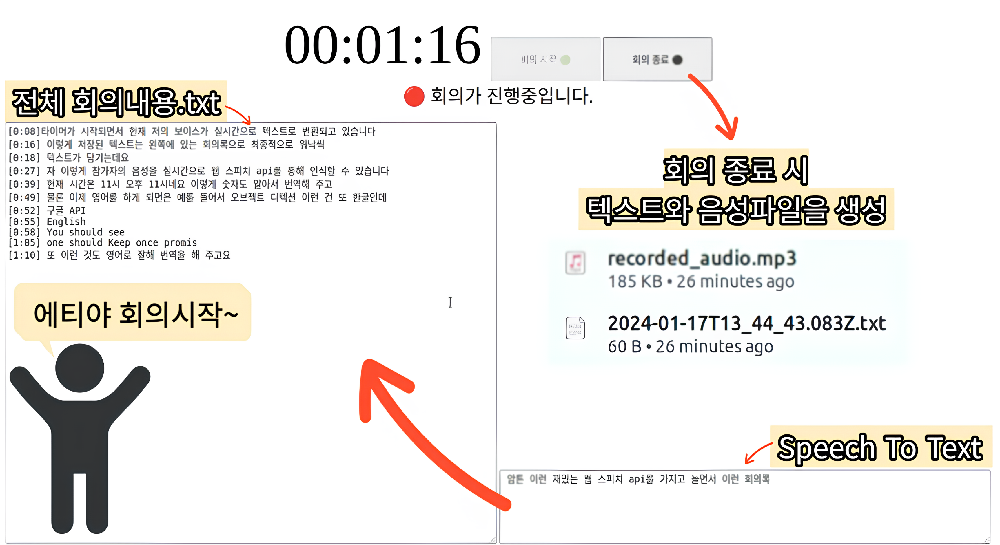 00:01:16
회의 시작
회의 종료
회의가 진행중입니다.
전체 회의내용.txt
[0:08]타이머가 시작되면서 현재 저의 보이스가 실시간으로 텍스트로 변환되고 있습니다
[0:16] 이렇게 저장된 텍스트는 왼쪽에 있는 회의록으로 최종적으로 워낙씩
[0:18] 텍스트가 담기는데요
[0:27] 자 이렇게 참가자의 음성을 실시간으로 웹 스피치 api를 통해 인식할 수 있습니다
[0:39] 현재 시간은 11시 오후 11시네요 이렇게 숫자도 알아서 번역해 주고
[0:49] 물론 이제 영어를 하게 되면은 예를 들어서 오브젝트 디텍션 이런 건 또 한글인데
[0:52] 구글 API
[0:55] English
[0:58] You should see
[1:05] one should Keep once promis
[1:10] 또 이런 것도 영어로 잘해 번역을 해 주고요
에티야 회의시작~
회의 종료 시
텍스트와 음성파일을 생성
recorded_audio.mp3
185 KB • 26 minutes ago
2024-01-17T13_44_43.083Z.txt
60 B • 26 minutes ago
Speech To Text
암튼 이런 재밌는 웹 스피치 api를 가지고 놀면서 이런 회의록